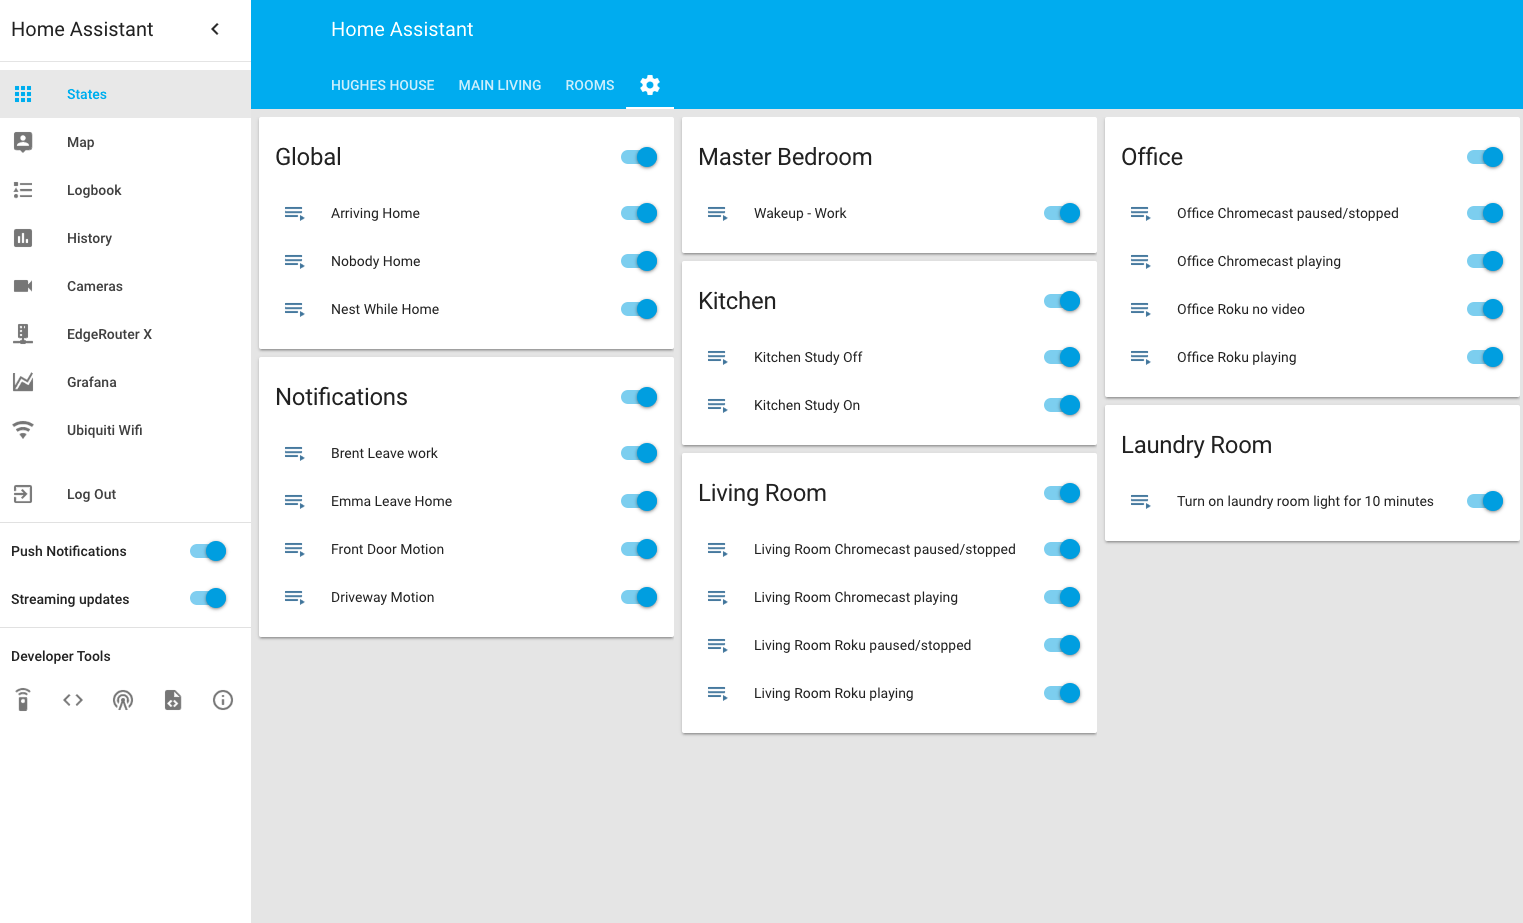 Home Assistant
States
Map
Logbook
History
Cameras
EdgeRouter X
Grafana
Ubiquiti Wifi
Log Out
Push Notifications
Streaming updates
Developer Tools
Home Assistant
HUGHES HOUSE MAIN LIVING ROOMS
Global
Arriving Home
Nobody Home
Nest While Home
Notifications
Brent Leave work
Emma Leave Home
Front Door Motion
Driveway Motion
Master Bedroom
Wakeup - Work
Kitchen
Kitchen Study Off
Kitchen Study On
Living Room
Living Room Chromecast paused/stopped
Living Room Chromecast playing
Living Room Roku paused/stopped
Living Room Roku playing
Office
Office Chromecast paused/stopped
Office Chromecast playing
Office Roku no video
Office Roku playing
Laundry Room
Turn on laundry room light for 10 minutes